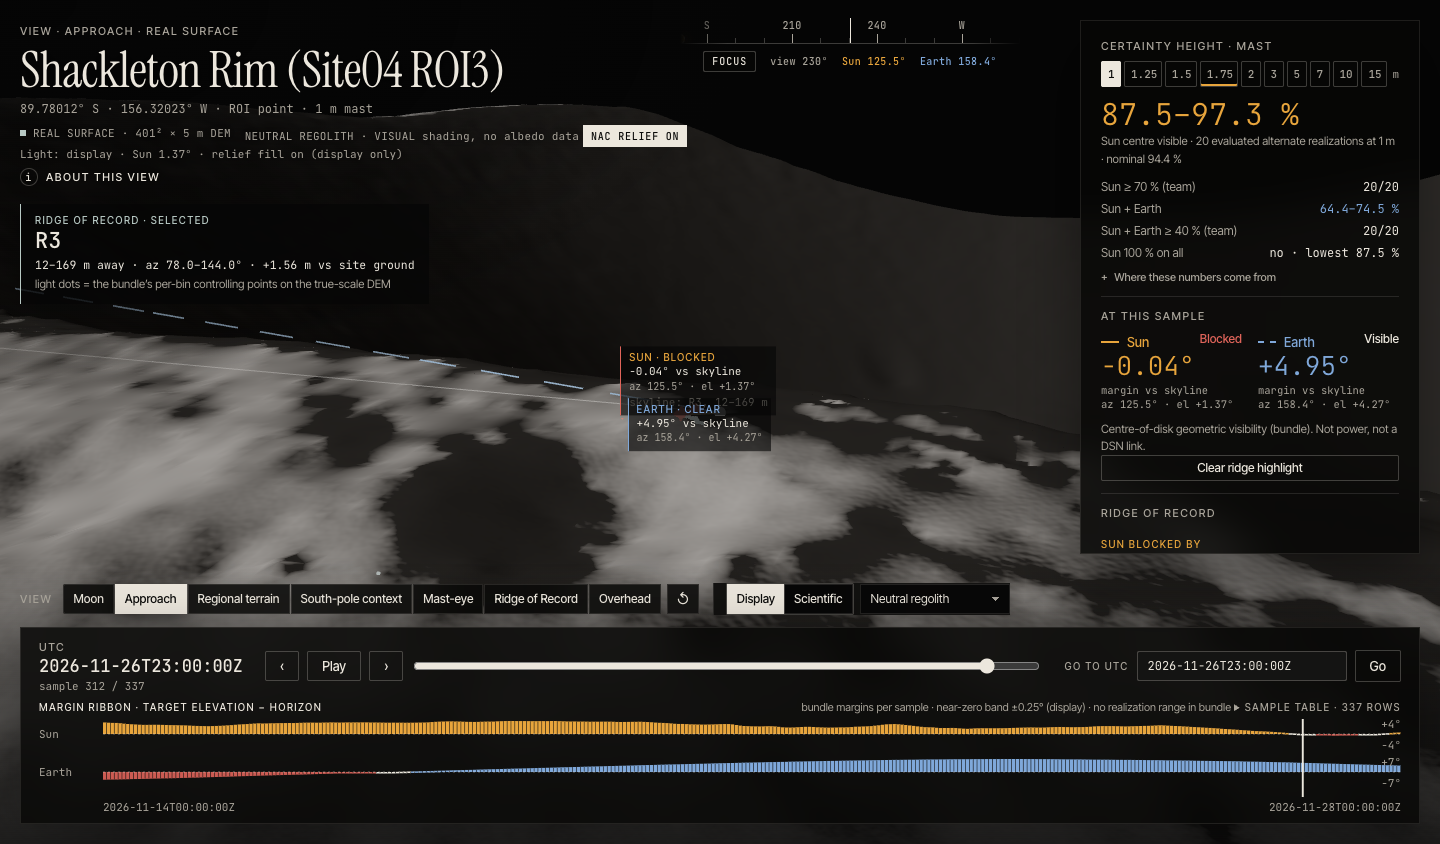 VIEW · APPROACH · REAL SURFACE
Shackleton Rim (Site04 ROI3)
89.78012° S · 156.32023° W · ROI point · 1 m mast
REAL SURFACE · 401² × 5 m DEM NEUTRAL REGOLITH · VISUAL shading, no albedo data NAC RELIEF ON
Light: display · Sun 1.37° · relief fill on (display only)
i ABOUT THIS VIEW
S 210 240 W
FOCUS view 230° Sun 125.5° Earth 158.4°
RIDGE OF RECORD · SELECTED
R3
12–169 m away · az 78.0–144.0° · +1.56 m vs site ground
light dots = the bundle's per-bin controlling points on the true-scale DEM
SUN · BLOCKED
-0.04° vs skyline
az 125.5° · el +1.37°
skyline: R3 12–169 m
EARTH · CLEAR
+4.95° vs skyline
az 158.4° · el +4.27°
CERTAINTY HEIGHT · MAST
1 1.25 1.5 1.75 2 3 5 7 10 15 m
87.5–97.3 %
Sun centre visible · 20 evaluated alternate realizations at 1 m
· nominal 94.4 %
Sun ≥ 70 % (team) 20/20
Sun + Earth 64.4–74.5 %
Sun + Earth ≥ 40 % (team) 20/20
Sun 100 % on all no · lowest 87.5 %
+ Where these numbers come from
AT THIS SAMPLE
Sun Blocked Earth Visible
-0.04° +4.95°
margin vs skyline margin vs skyline
az 125.5° · el +1.37° az 158.4° · el +4.27°
Centre-of-disk geometric visibility (bundle). Not power, not a
DSN link.
Clear ridge highlight
RIDGE OF RECORD
SUN BLOCKED BY
VIEW Moon Approach Regional terrain South-pole context Mast-eye Ridge of Record Overhead Display Scientific Neutral regolith
UTC
2026-11-26T23:00:00Z ‹ Play › GO TO UTC 2026-11-26T23:00:00Z Go
sample 312 / 337
MARGIN RIBBON · TARGET ELEVATION − HORIZON bundle margins per sample · near-zero band ±0.25° (display) · no realization range in bundle ▶ SAMPLE TABLE · 337 ROWS
Sun +4°
-4°
Earth +7°
-7°
2026-11-14T00:00:00Z 2026-11-28T00:00:00Z